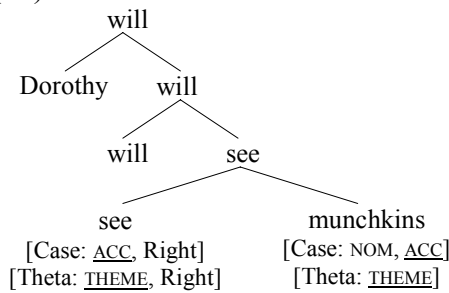 will
Dorothy will
will see
see munchkins
[Case: ACC, Right] [Case: NOM, ACC]
[Theta: THEME, Right] [Theta: THEME]